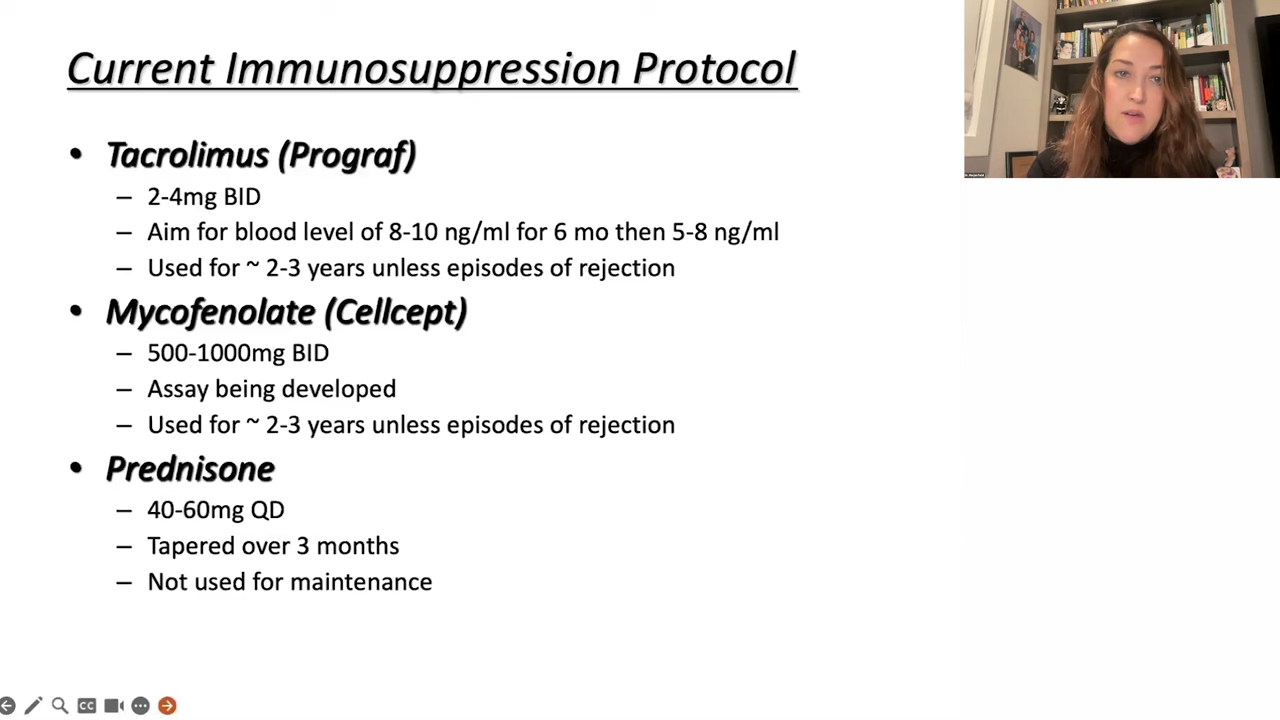 Current Immunosuppression Protocol
• Tacrolimus (Prograf)
– 2-4mg BID
– Aim for blood level of 8-10 ng/ml for 6 mo then 5-8 ng/ml
– Used for ~ 2-3 years unless episodes of rejection
• Mycofenolate (Cellcept)
– 500-1000mg BID
– Assay being developed
– Used for ~ 2-3 years unless episodes of rejection
• Prednisone
– 40-60mg QD
– Tapered over 3 months
– Not used for maintenance
CC